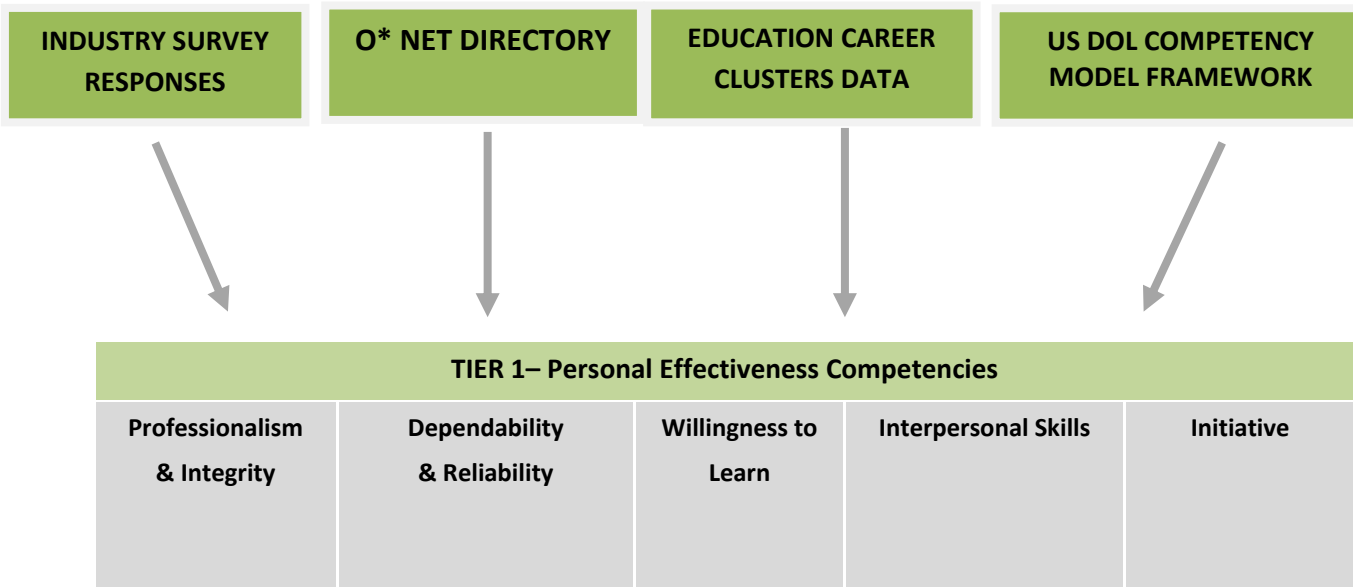 INDUSTRY SURVEY
RESPONSES
O* NET DIRECTORY
EDUCATION CAREER
CLUSTERS DATA
US DOL COMPETENCY
MODEL FRAMEWORK
TIER 1– Personal Effectiveness Competencies
Professionalism
& Integrity
Dependability
& Reliability
Willingness to
Learn
Interpersonal Skills
Initiative